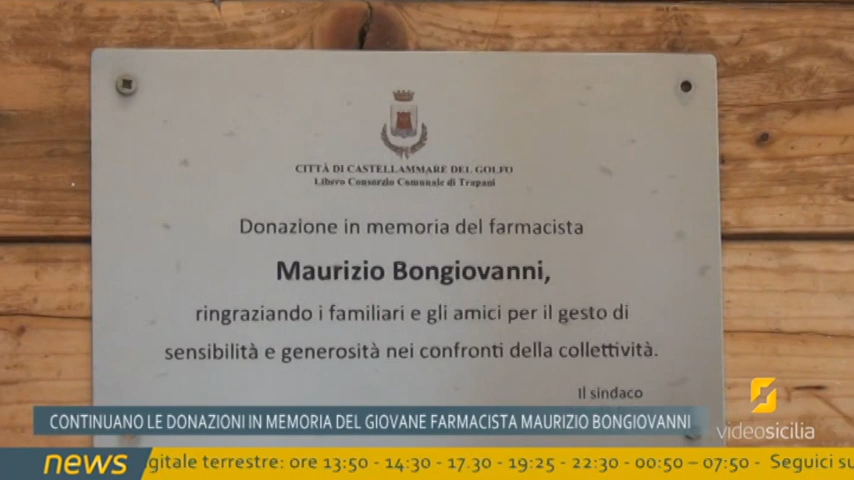 CITTÀ DI CASTELLAMMARE DEL GOLFO
Libero Consorzio Comunale di Trapani
Donazione in memoria del farmacista
Maurizio Bongiovanni,
ringraziando i familiari e gli amici per il gesto di
sensibilità e generosità nei confronti della collettività.
Il sindaco
CONTINUANO LE DONAZIONI IN MEMORIA DEL GIOVANE FARMACISTA MAURIZIO BONGIOVANNI
videosicilia
news igitale terrestre: ore 13:50 - 14:30 - 17.30 - 19:25 - 22:30 - 00:50 – 07:50 - Seguici su